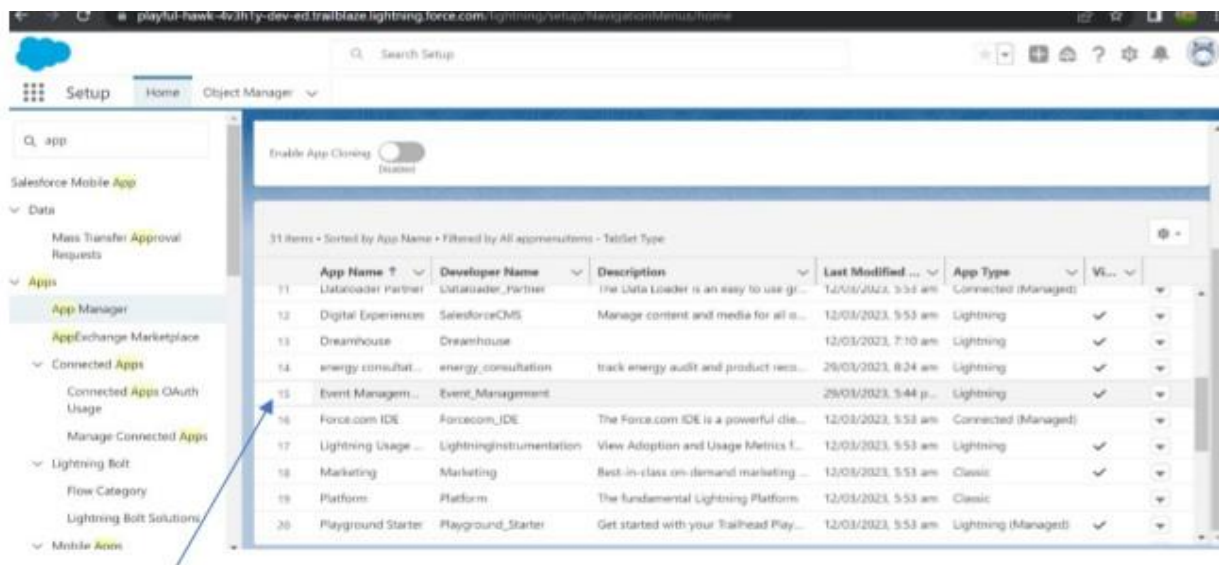 playful-hawk-4v3h1y-dev-ed.trailblaze.lightning.force.com/lightning/setup/NavigationMenus/home
Search Setup
Setup Home Object Manager
app
Salesforce Mobile App
Data
Mass Transfer Approval
Requests
Apps
App Manager
AppExchange Marketplace
Connected Apps
Connected Apps OAuth
Usage
Manage Connected Apps
Lightning Bolt
Flow Category
Lightning Bolt Solutions
Mobile Apps
Enable App Cloning
Disabled
31 items • Sorted by App Name • Filtered by All appmenuitems - TabSet Type
App Name ↑ Developer Name Description Last Modified ... App Type Vi...
11 Dataloader Partner Dataloader_Partner The Data Loader is an easy to use gr... 12/03/2023, 5:53 am Connected (Managed)
12 Digital Experiences SalesforceCMS Manage content and media for all o... 12/03/2023, 5:53 am Lightning
13 Dreamhouse Dreamhouse 12/03/2023, 7:10 am Lightning
14 energy consultat... energy_consultation track energy audit and product reco... 29/03/2023, 8:24 am Lightning
15 Event Managem... Event_Management 29/03/2023, 5:44 p... Lightning
16 Force.com IDE Forcecom_IDE The Force.com IDE is a powerful clie... 12/03/2023, 5:53 am Connected (Managed)
17 Lightning Usage ... LightningInstrumentation View Adoption and Usage Metrics f... 12/03/2023, 5:53 am Lightning
18 Marketing Marketing Best-in-class on-demand marketing ... 12/03/2023, 5:53 am Classic
19 Platform Platform The fundamental Lightning Platform 12/03/2023, 5:53 am Classic
20 Playground Starter Playground_Starter Get started with your Trailhead Play... 12/03/2023, 5:53 am Lightning (Managed)